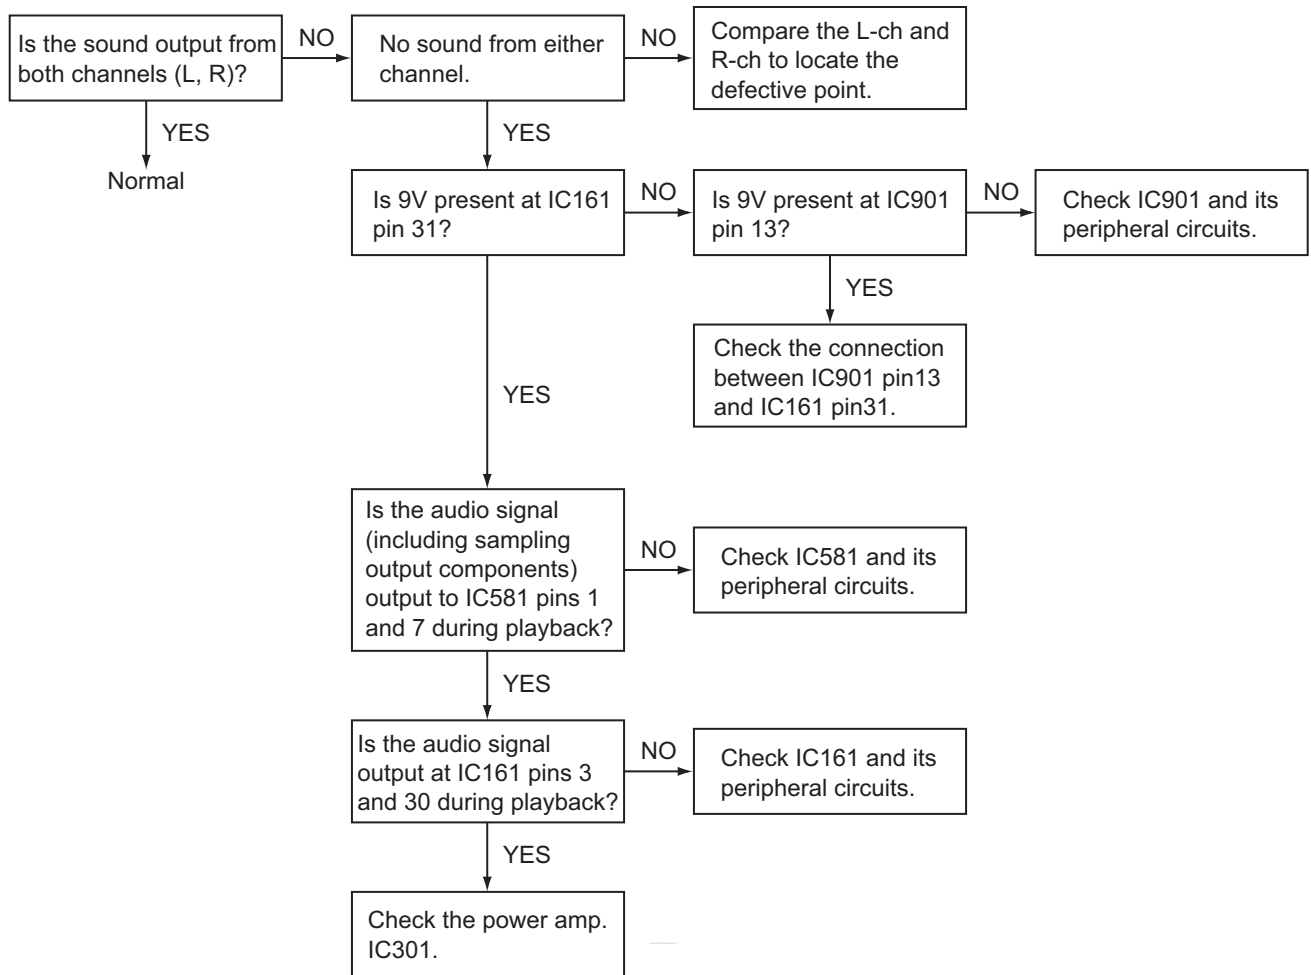 Is the sound output from
both channels (L, R)?
NO
No sound from either
channel.
NO
Compare the L-ch and
R-ch to locate the
defective point.
YES
Normal
YES
Is 9V present at IC161
pin 31?
NO
Is 9V present at IC901
pin 13?
NO
Check IC901 and its
peripheral circuits.
YES
Check the connection
between IC901 pin13
and IC161 pin31.
YES
Is the audio signal
(including sampling
output components)
output to IC581 pins 1
and 7 during playback?
NO
Check IC581 and its
peripheral circuits.
YES
Is the audio signal
output at IC161 pins 3
and 30 during playback?
NO
Check IC161 and its
peripheral circuits.
YES
Check the power amp.
IC301.